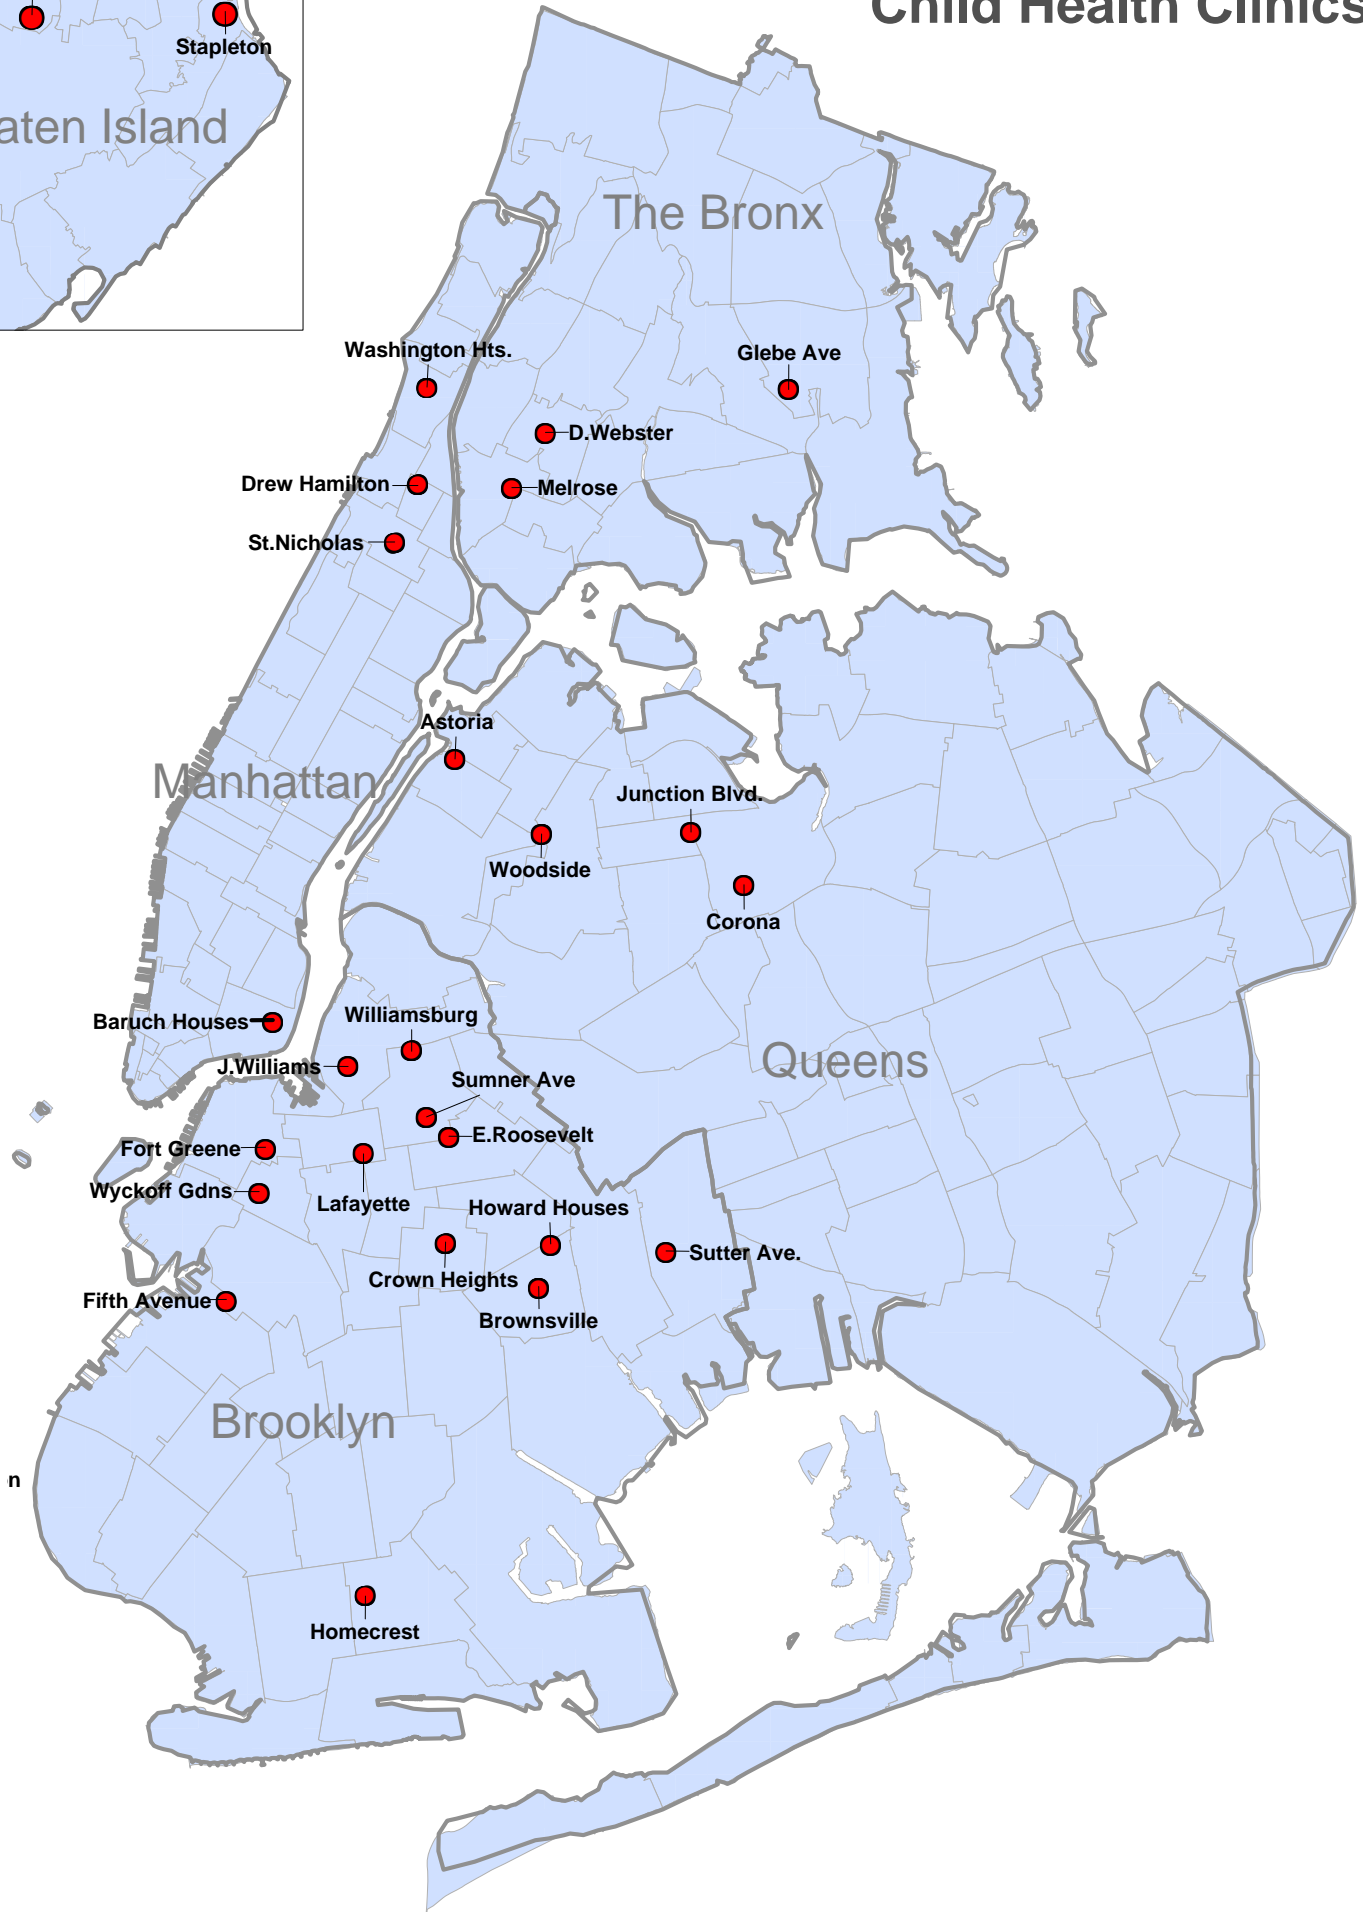 Child Health Clinics
Stapleton
aten Island
The Bronx
Washington Hts.
Glebe Ave
D.Webster
Drew Hamilton
Melrose
St.Nicholas
Astoria
Manhattan
Junction Blvd.
Woodside
Corona
Baruch Houses
Williamsburg
J.Williams
Queens
Sumner Ave
E.Roosevelt
Fort Greene
Wyckoff Gdns
Lafayette
Howard Houses
Sutter Ave.
Crown Heights
Fifth Avenue
Brownsville
Brooklyn
n
Homecrest